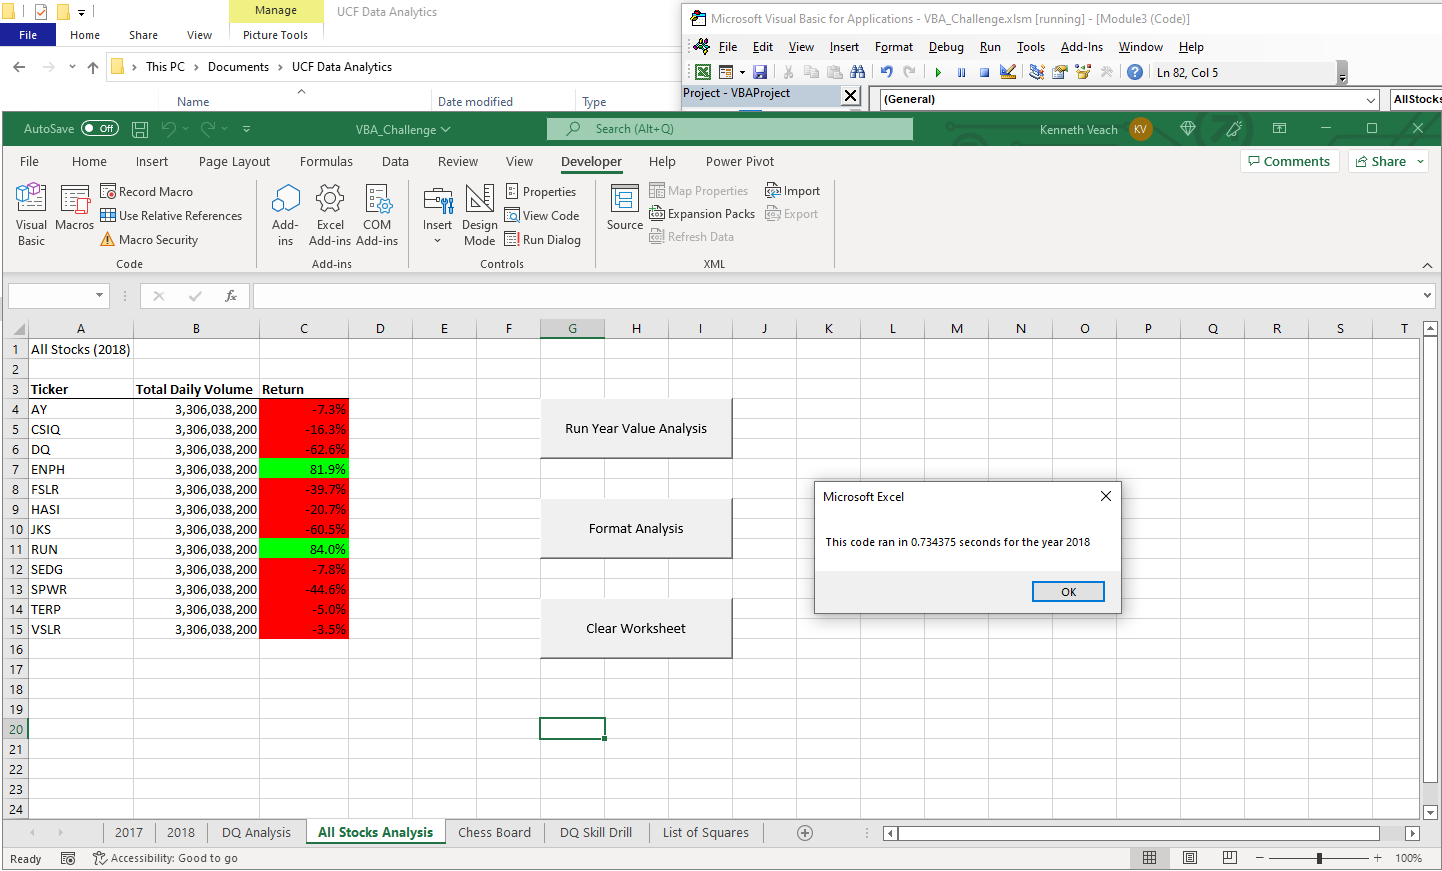 Manage
UCF Data Analytics
File Home Share View Picture Tools
This PC > Documents > UCF Data Analytics
Name Date modified Type
Microsoft Visual Basic for Applications - VBA_Challenge.xlsm [running] - [Module3 (Code)]
File Edit View Insert Format Debug Run Tools Add-Ins Window Help
Ln 82, Col 5
Project - VBAProject
(General)
AllStocks
AutoSave Off VBA_Challenge Search (Alt+Q) Kenneth Veach KV
File Home Insert Page Layout Formulas Data Review View Developer Help Power Pivot Comments Share
Visual Basic
Macros
Record Macro
Use Relative References
Macro Security
Code
Add-ins
Excel Add-ins
COM Add-ins
Add-ins
Insert
Design Mode
Properties
View Code
Run Dialog
Controls
Source
Map Properties
Expansion Packs
Refresh Data
Import
Export
XML
fx
A B C D E F G H I J K L M N O P Q R S T
1 All Stocks (2018)
2
3 Ticker Total Daily Volume Return
4 AY 3,306,038,200 -7.3%
5 CSIQ 3,306,038,200 -16.3%
6 DQ 3,306,038,200 -62.6%
7 ENPH 3,306,038,200 81.9%
8 FSLR 3,306,038,200 -39.7%
9 HASI 3,306,038,200 -20.7%
10 JKS 3,306,038,200 -60.5%
11 RUN 3,306,038,200 84.0%
12 SEDG 3,306,038,200 -7.8%
13 SPWR 3,306,038,200 -44.6%
14 TERP 3,306,038,200 -5.0%
15 VSLR 3,306,038,200 -3.5%
16
17
18
19
20
21
22
23
24
Run Year Value Analysis
Format Analysis
Clear Worksheet
Microsoft Excel
This code ran in 0.734375 seconds for the year 2018
OK
2017 2018 DQ Analysis All Stocks Analysis Chess Board DQ Skill Drill List of Squares
Ready Accessibility: Good to go 100%